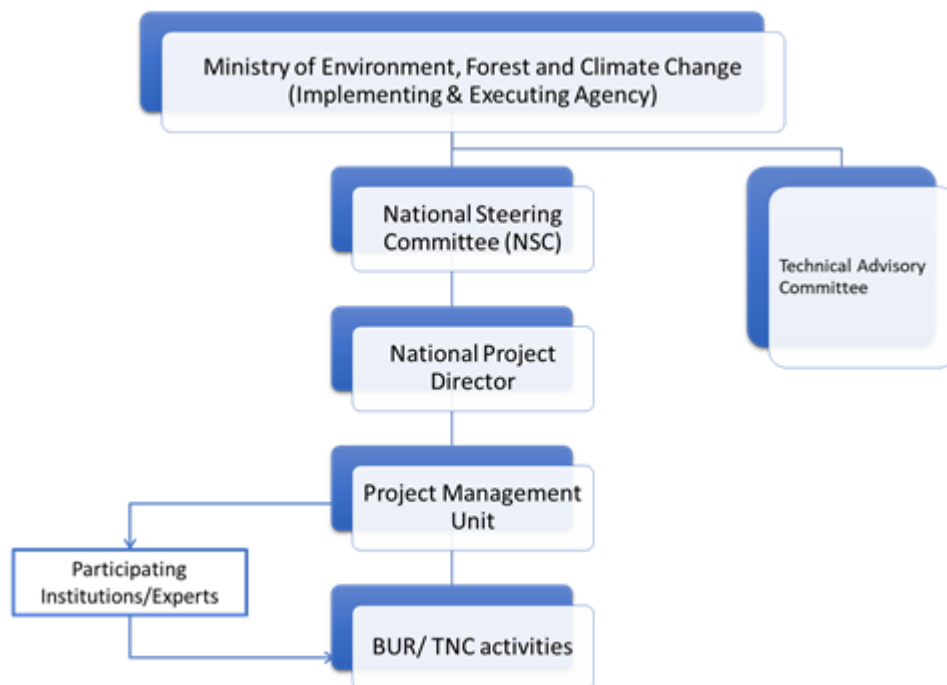 Ministry of Environment, Forest and Climate Change
(Implementing & Executing Agency)
National Steering
Committee (NSC)
Technical Advisory
Committee
National Project
Director
Project Management
Unit
Participating
Institutions/Experts
BUR/ TNC activities